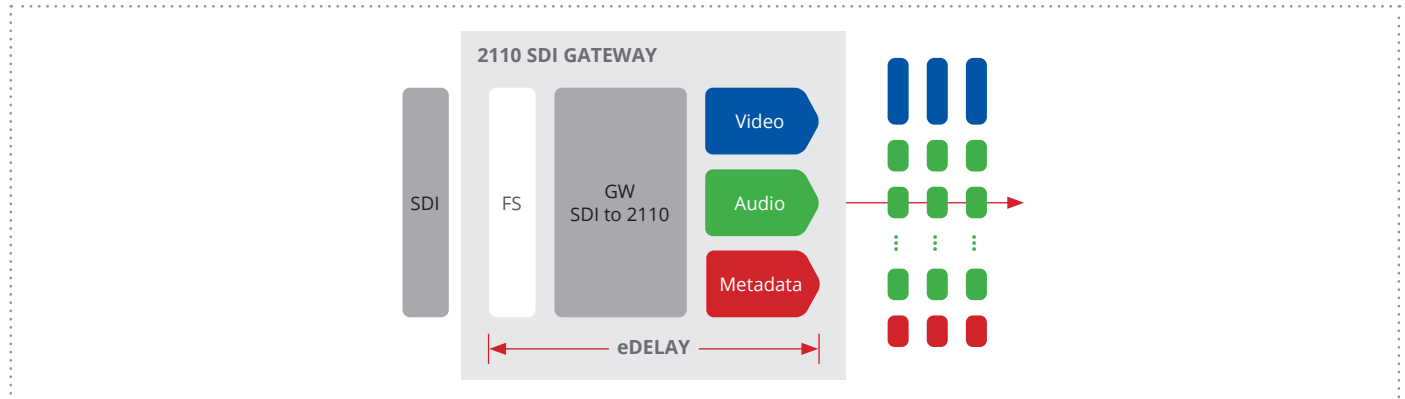 2110 SDI GATEWAY
SDI
FS
GW
SDI to 2110
Video
Audio
Metadata
eDELAY